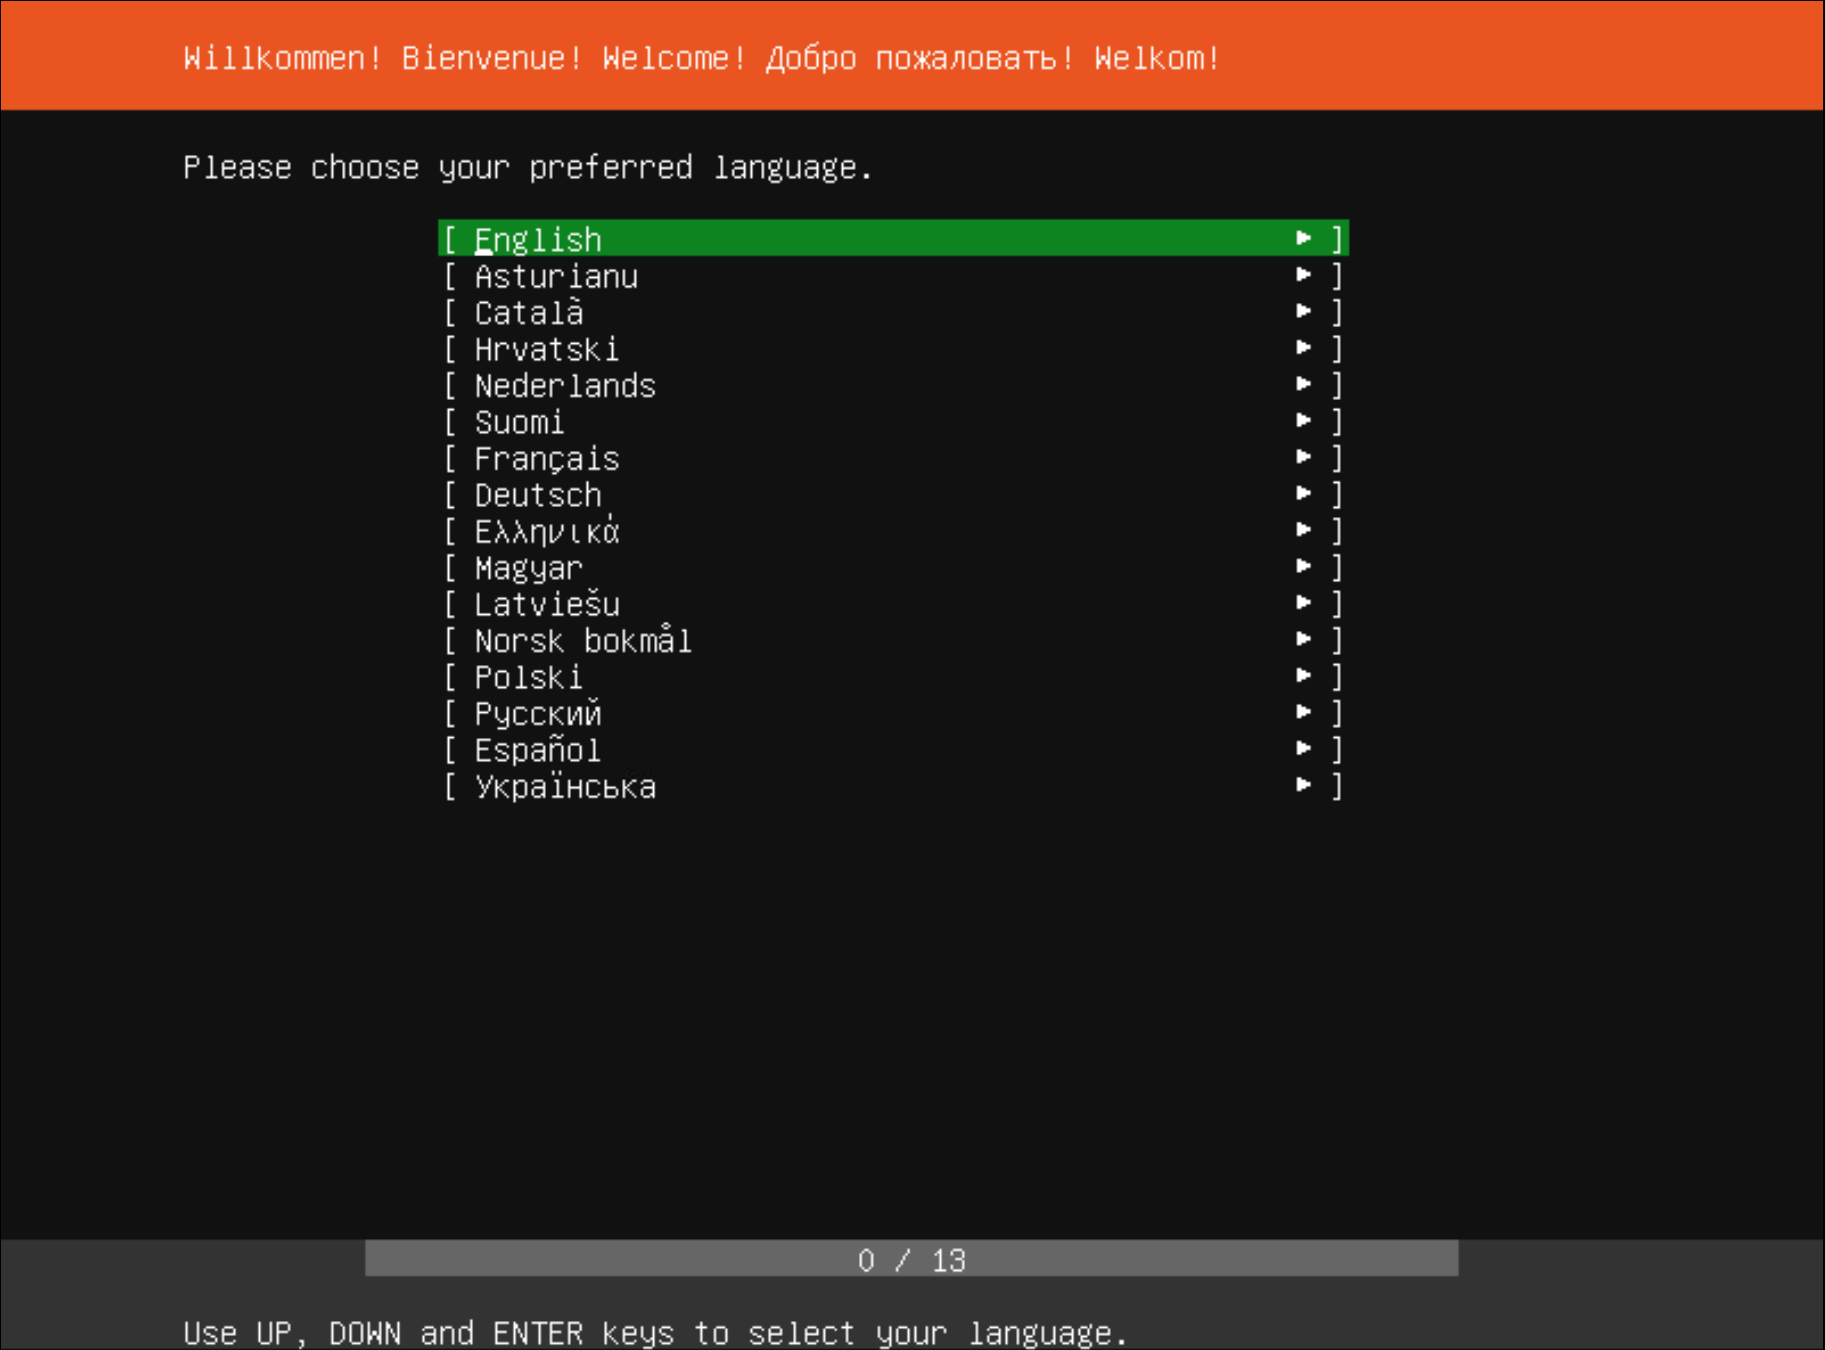 Willkommen! Bienvenue! Welcome! Добро пожаловать! Welkom!
Please choose your preferred language.
[ English ► ]
[ Asturianu ► ]
[ Català ► ]
[ Hrvatski ► ]
[ Nederlands ► ]
[ Suomi ► ]
[ Français ► ]
[ Deutsch ► ]
[ Ελληνικά ► ]
[ Magyar ► ]
[ Latviešu ► ]
[ Norsk bokmål ► ]
[ Polski ► ]
[ Русский ► ]
[ Español ► ]
[ Українська ► ]
0 / 13
Use UP, DOWN and ENTER keys to select your language.